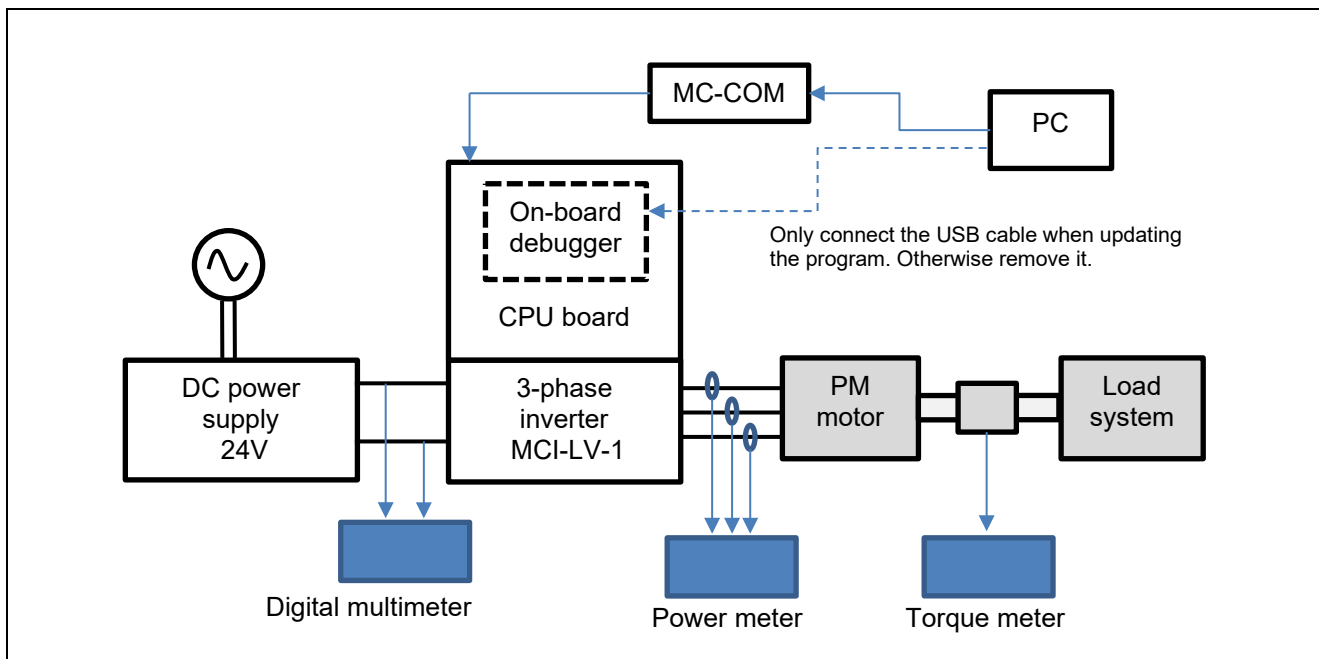 MC-COM
PC
On-board
debugger
Only connect the USB cable when updating
the program. Otherwise remove it.
CPU board
DC power
supply
24V
3-phase
inverter
MCI-LV-1
PM
motor
Load
system
Digital multimeter
Power meter
Torque meter